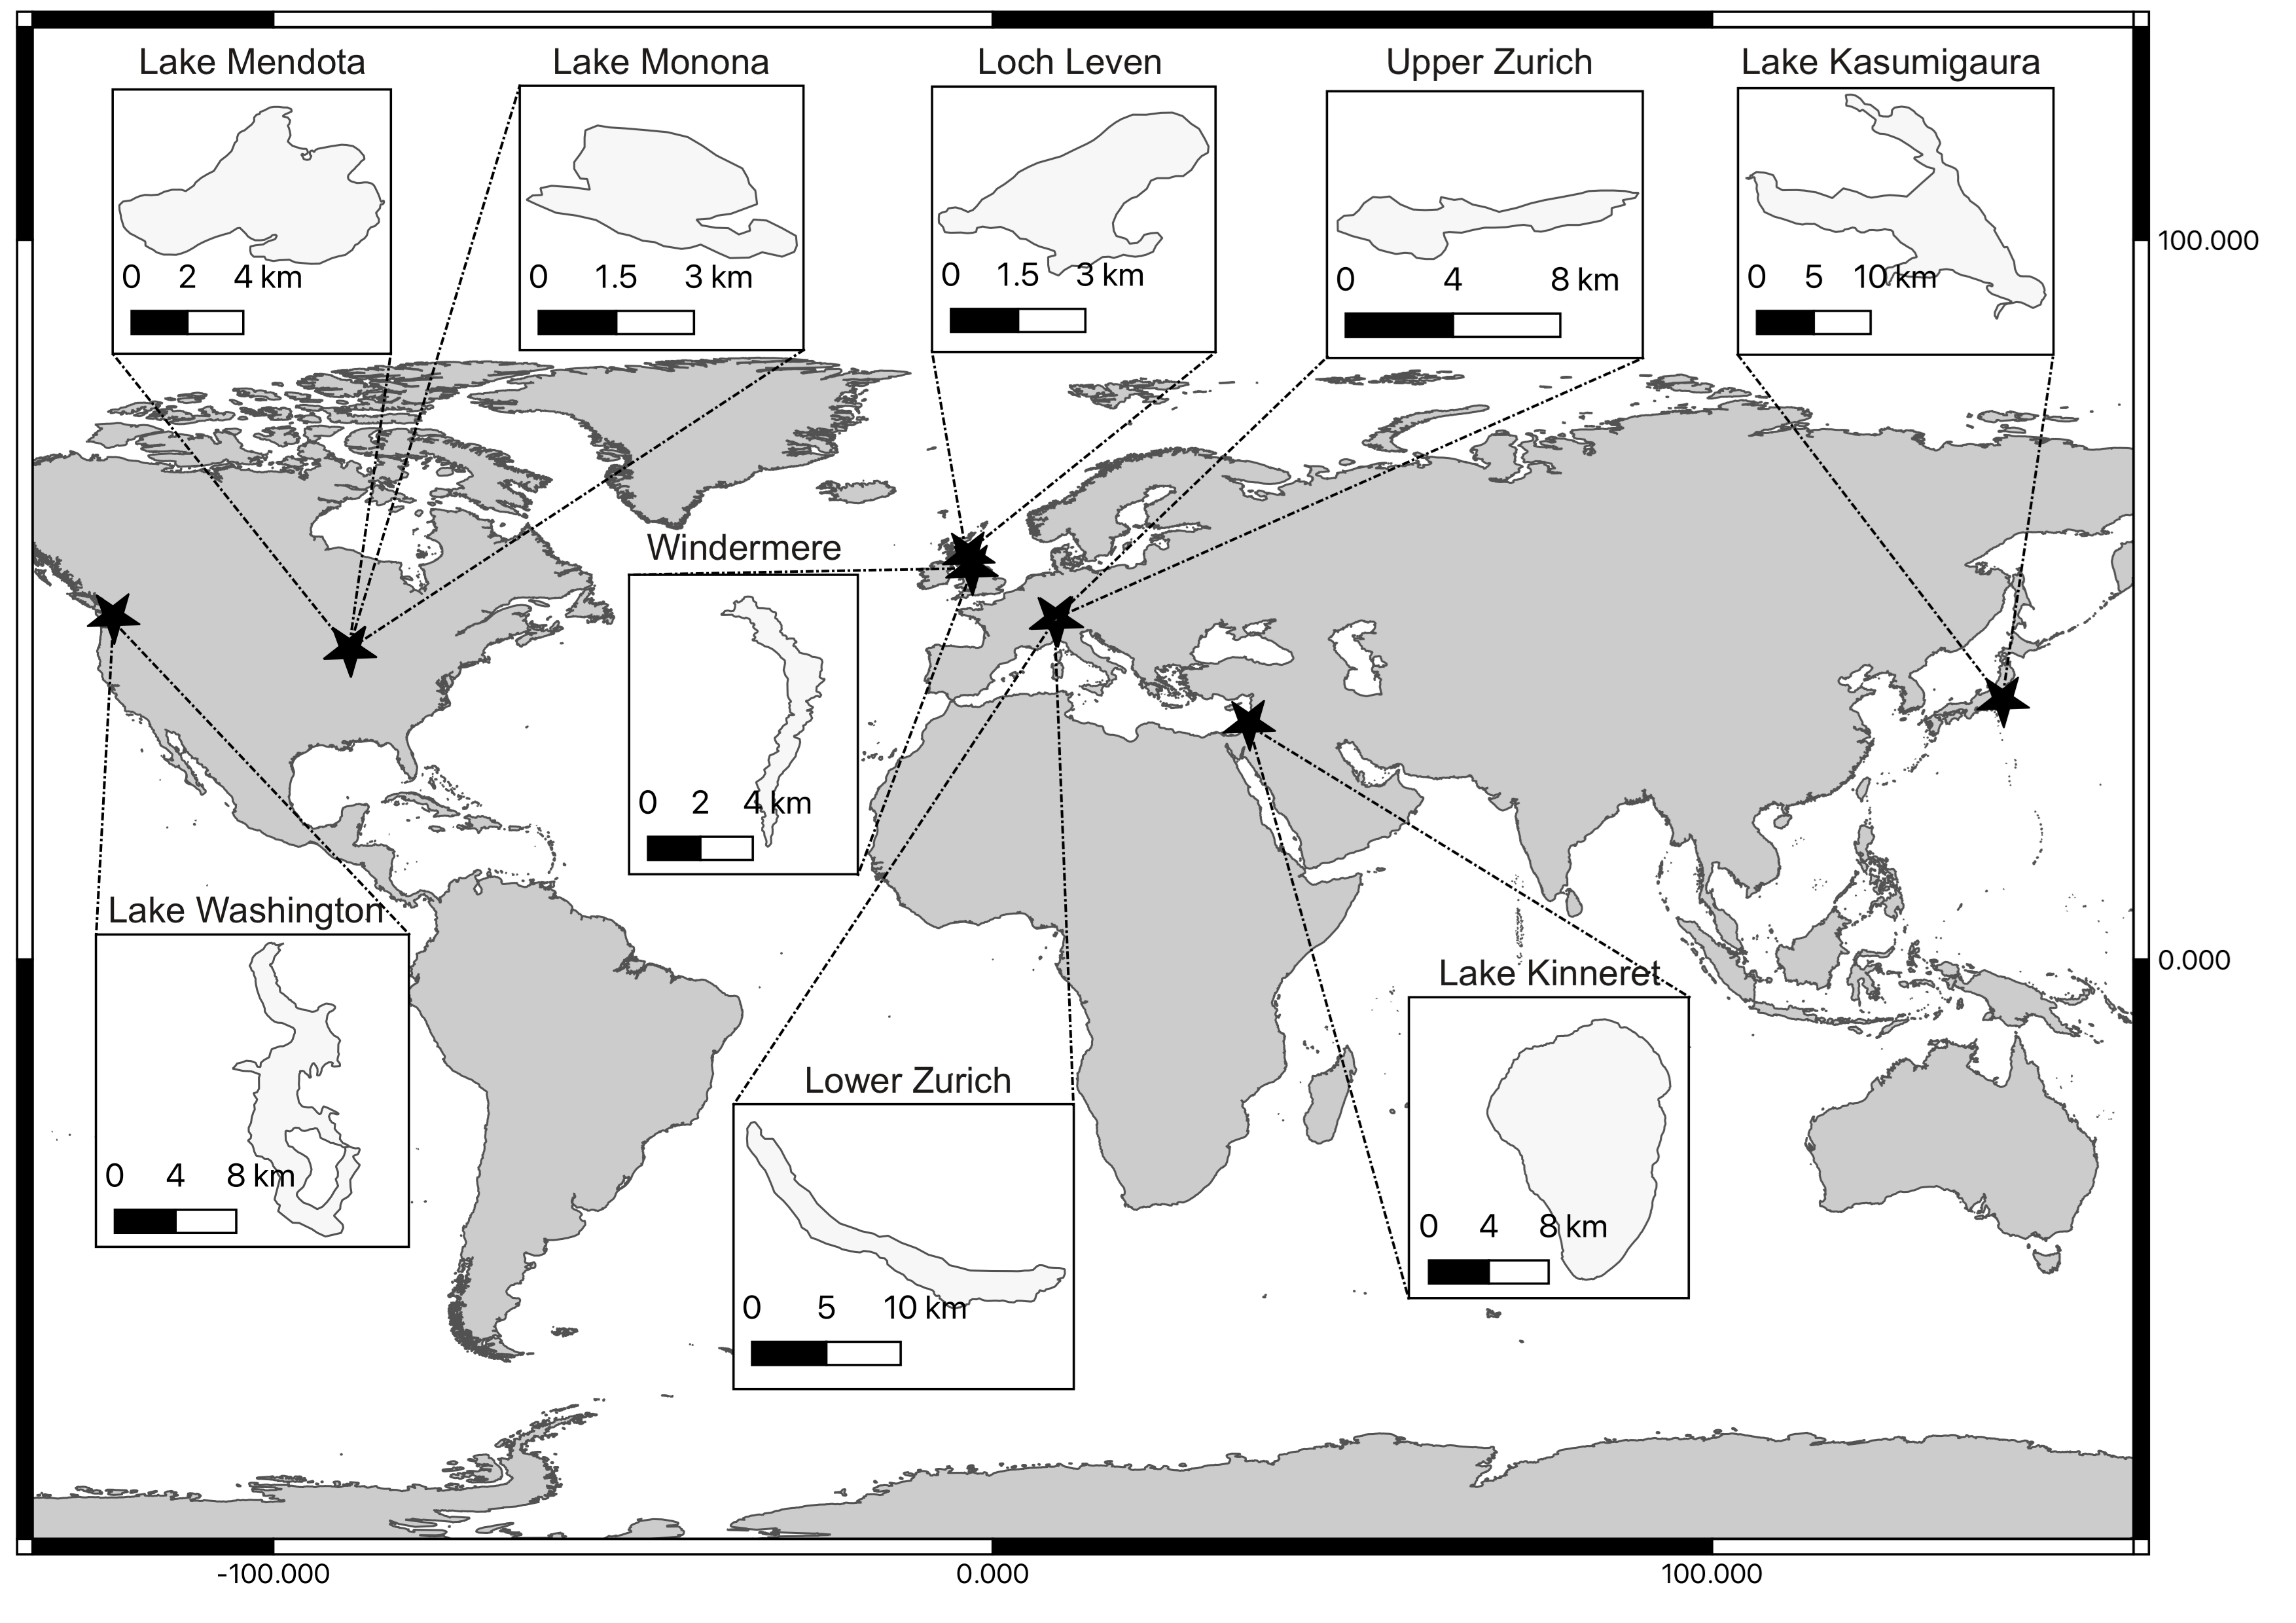 Lake Mendota
0 2 4 km
Lake Monona
0 1.5 3 km
Loch Leven
0 1.5 3 km
Upper Zurich
0 4 8 km
Lake Kasumigaura
0 5 10 km
100.000
Windermere
0 2 4 km
Lake Washington
0 4 8 km
0.000
Lake Kinneret
0 4 8 km
Lower Zurich
0 5 10 km
-100.000 0.000 100.000